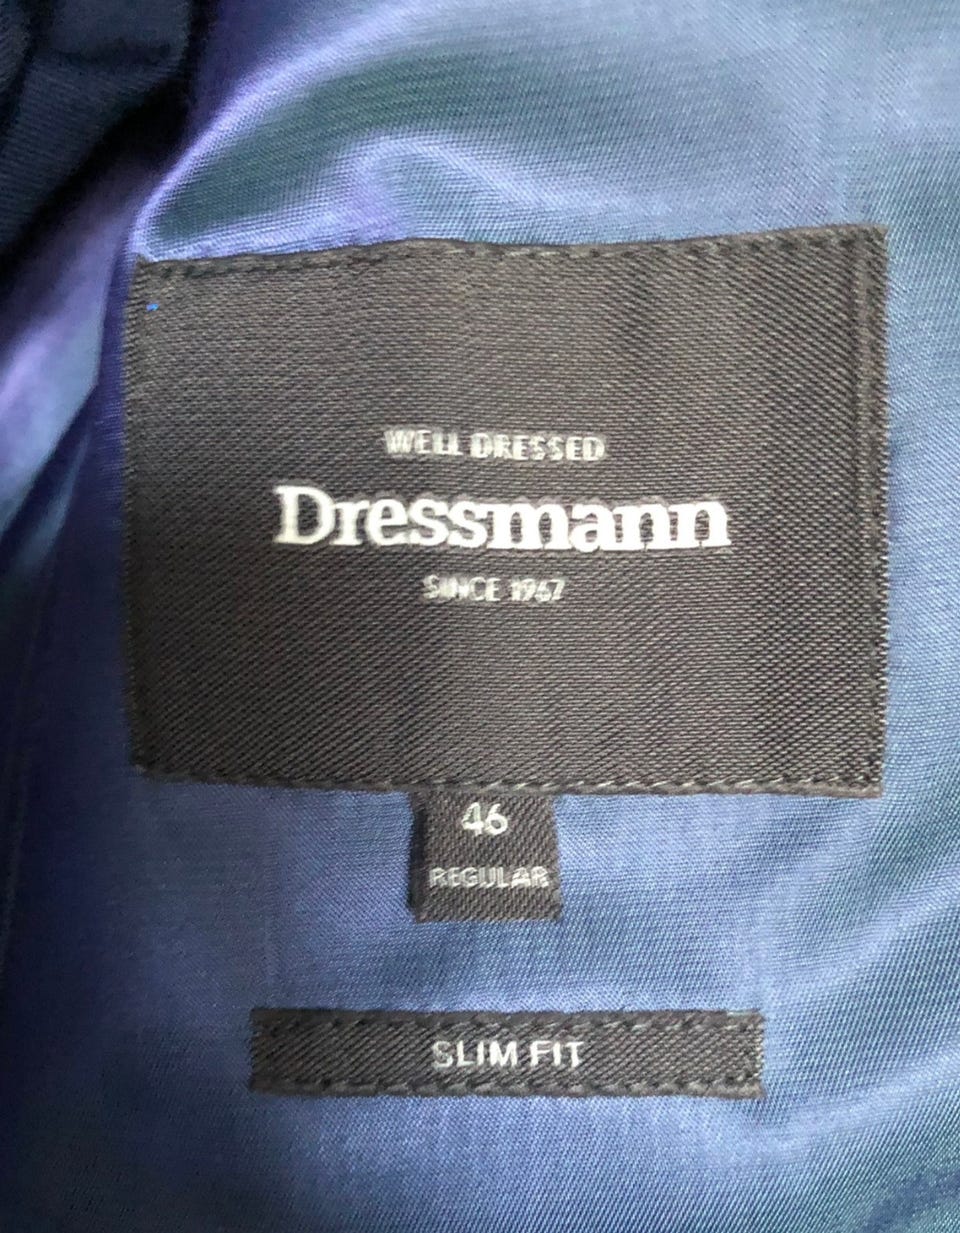 WELL DRESSED
Dressmann
SINCE 1967
46
REGULAR
SLIM FIT